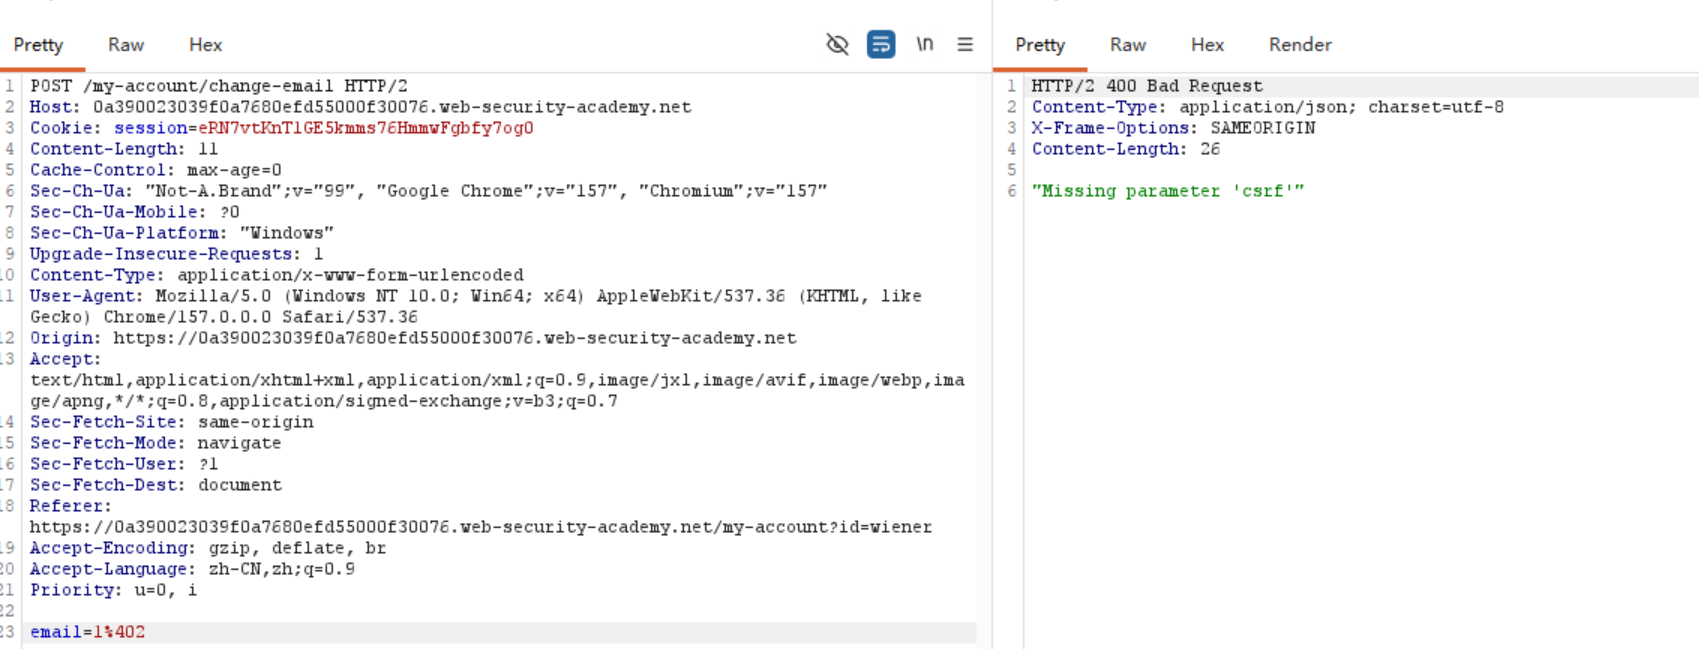 Pretty Raw Hex \n
1 POST /my-account/change-email HTTP/2
2 Host: 0a390023039f0a7680efd55000f30076.web-security-academy.net
3 Cookie: session=eRN7vtKnTlGE5kmms76HmmwFgbfy7og0
4 Content-Length: 11
5 Cache-Control: max-age=0
6 Sec-Ch-Ua: "Not-A.Brand";v="99", "Google Chrome";v="157", "Chromium";v="157"
7 Sec-Ch-Ua-Mobile: ?0
8 Sec-Ch-Ua-Platform: "Windows"
9 Upgrade-Insecure-Requests: 1
10 Content-Type: application/x-www-form-urlencoded
11 User-Agent: Mozilla/5.0 (Windows NT 10.0; Win64; x64) AppleWebKit/537.36 (KHTML, like
Gecko) Chrome/157.0.0.0 Safari/537.36
12 Origin: https://0a390023039f0a7680efd55000f30076.web-security-academy.net
13 Accept:
text/html,application/xhtml+xml,application/xml;q=0.9,image/jxl,image/avif,image/webp,ima
ge/apng,*/*;q=0.8,application/signed-exchange;v=b3;q=0.7
14 Sec-Fetch-Site: same-origin
15 Sec-Fetch-Mode: navigate
16 Sec-Fetch-User: ?1
17 Sec-Fetch-Dest: document
18 Referer:
https://0a390023039f0a7680efd55000f30076.web-security-academy.net/my-account?id=wiener
19 Accept-Encoding: gzip, deflate, br
20 Accept-Language: zh-CN,zh;q=0.9
21 Priority: u=0, i
22
23 email=1%402
Pretty Raw Hex Render
1 HTTP/2 400 Bad Request
2 Content-Type: application/json; charset=utf-8
3 X-Frame-Options: SAMEORIGIN
4 Content-Length: 26
5
6 "Missing parameter 'csrf'"